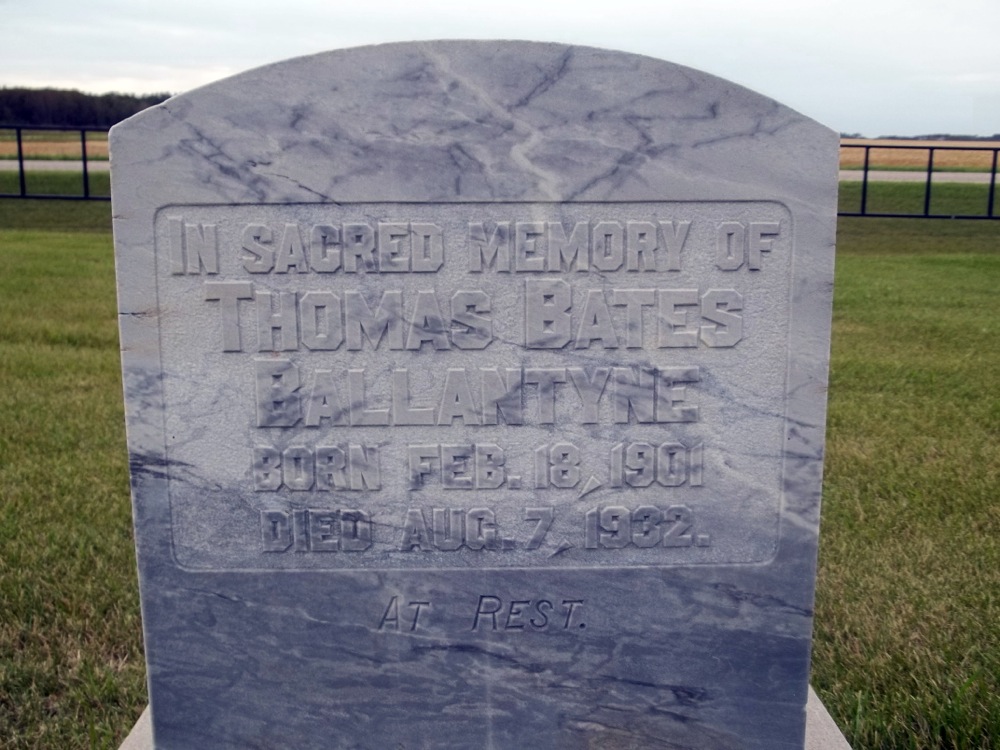 IN SACRED MEMORY OF
THOMAS BATES
BALLANTYNE
BORN FEB. 18, 1901
DIED AUG. 7, 1932.
AT REST.